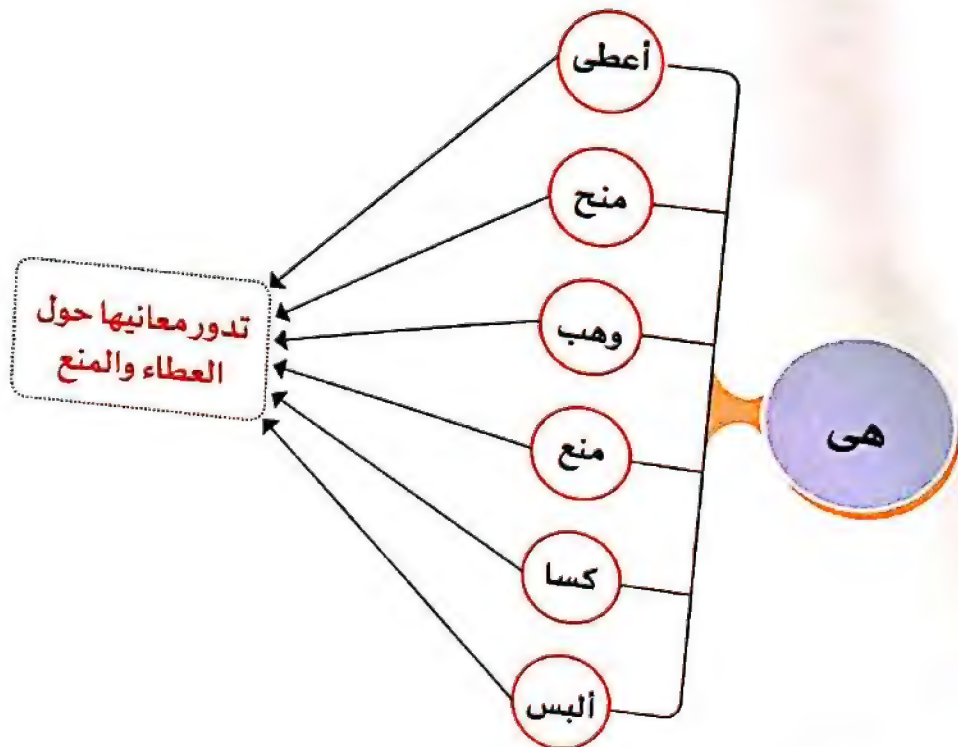 هى
أعطى
منح
وهب
منع
كسا
ألبس
تدور معانيها حول
العطاء والمنع